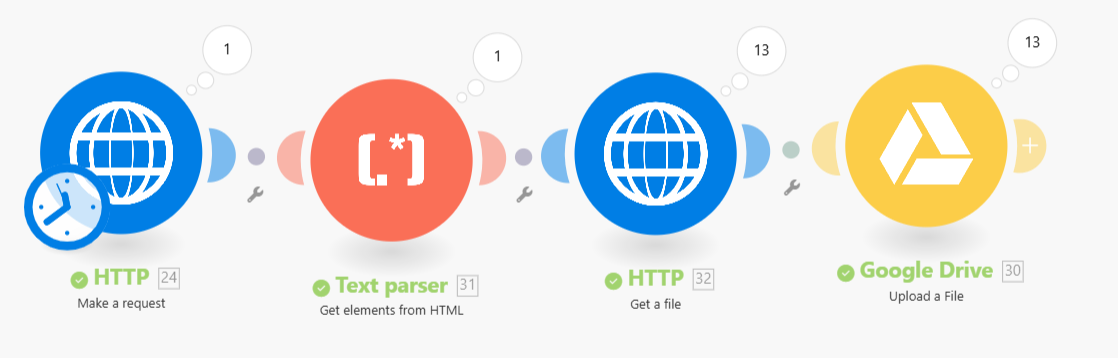 1
1
13
13
[.*]
HTTP 24
Make a request
Text parser 31
Get elements from HTML
HTTP 32
Get a file
Google Drive 30
Upload a File